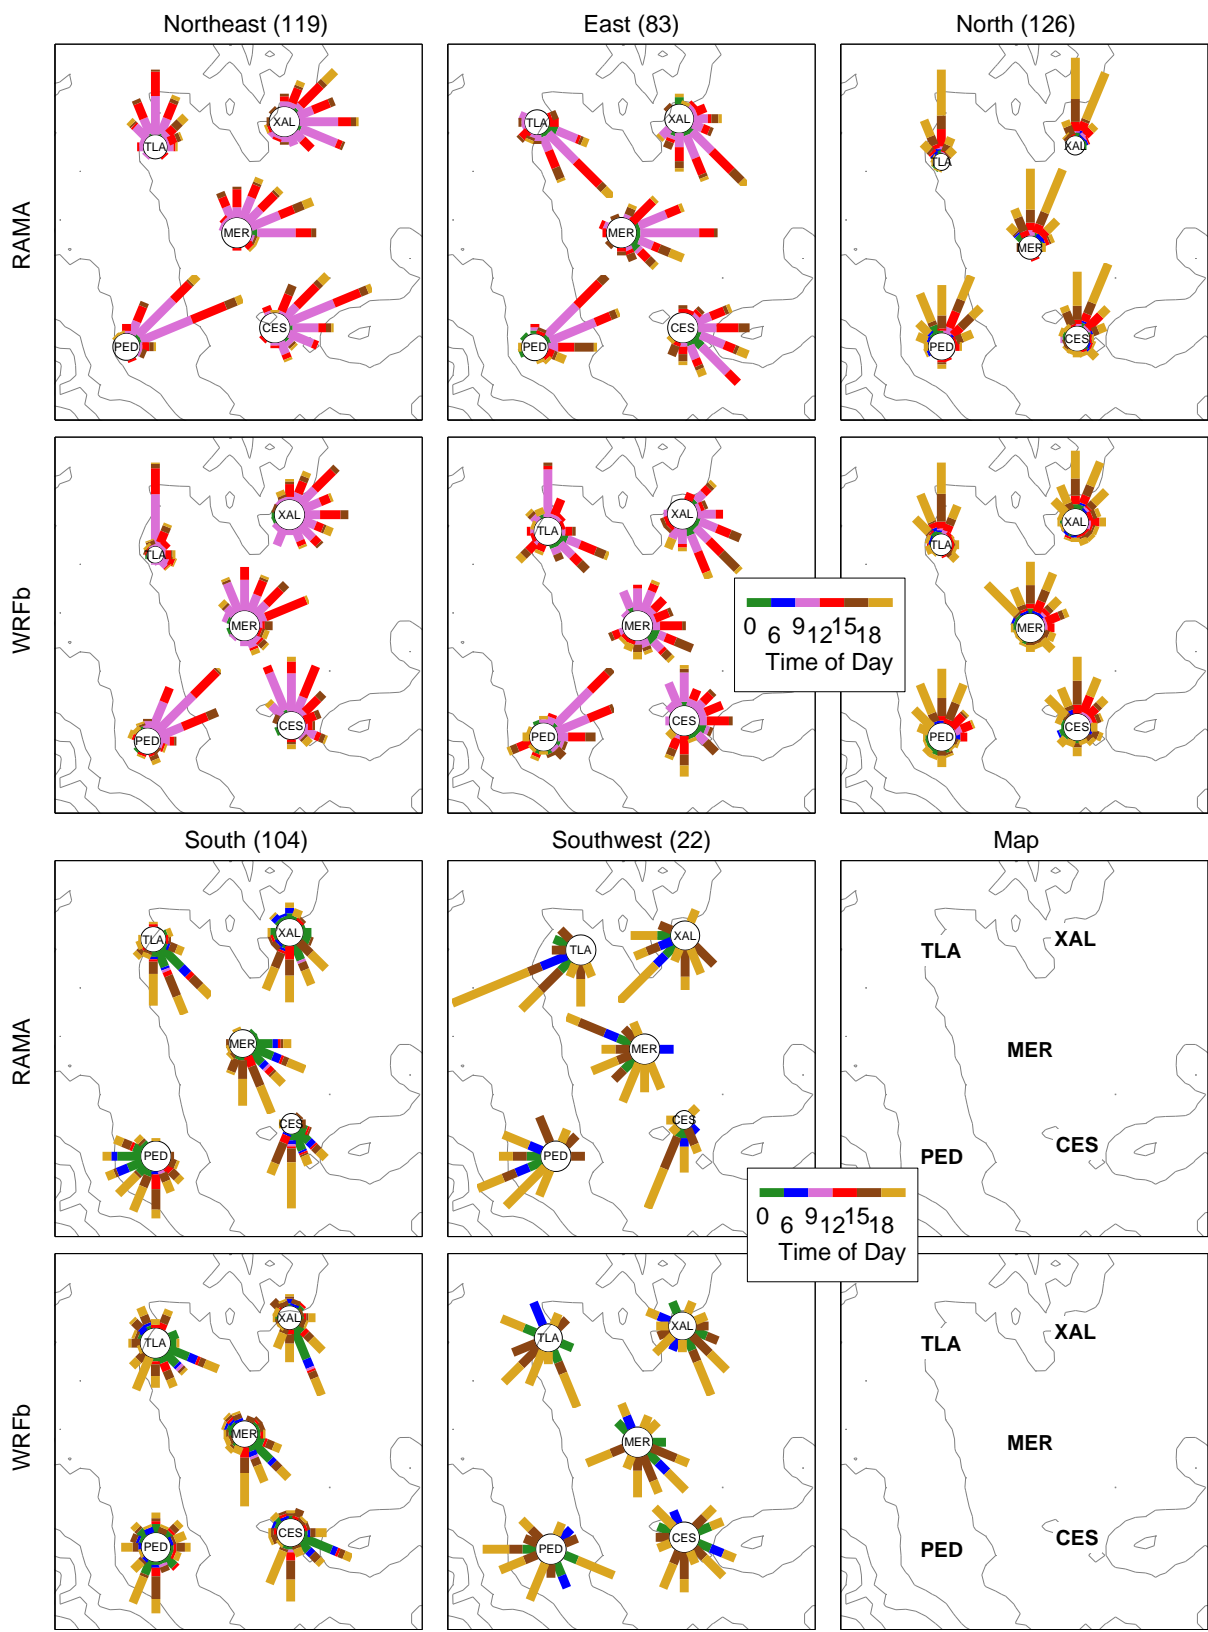 Northeast (119) East (83) North (126)
RAMA
TLA XAL MER PED CES
TLA XAL MER PED CES
TLA XAL MER PED CES
WRFb
TLA XAL MER PED CES
TLA XAL MER PED CES
TLA XAL MER PED CES
0 6 9 12 15 18
Time of Day
South (104) Southwest (22) Map
RAMA
TLA XAL MER PED CES
TLA XAL MER PED CES
TLA XAL MER PED CES
0 6 9 12 15 18
Time of Day
WRFb
TLA XAL MER PED CES
TLA XAL MER PED CES
TLA XAL MER PED CES